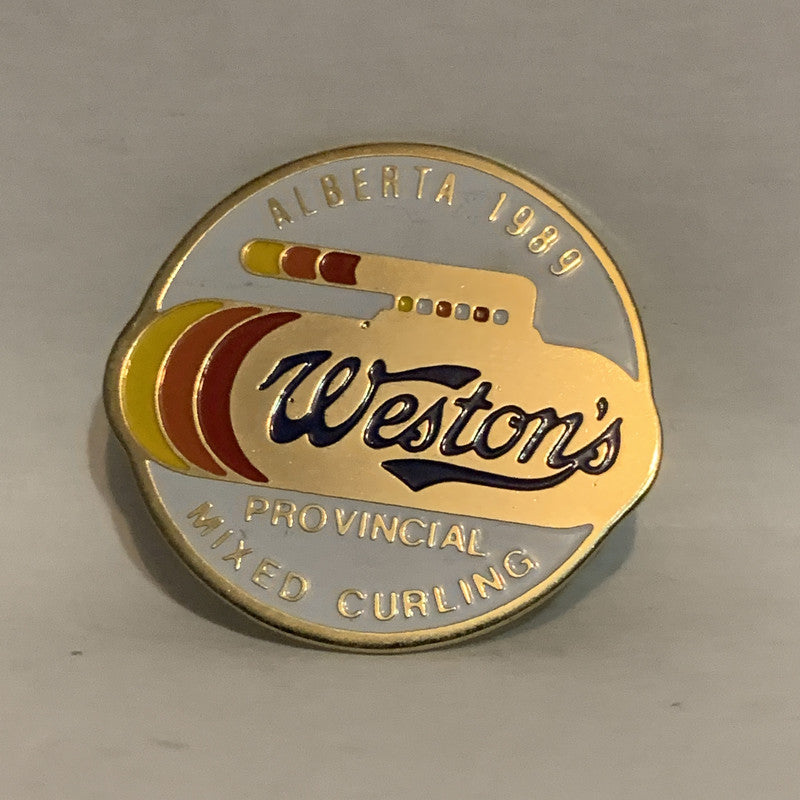 ALBERTA 1989
Weston's
PROVINCIAL
MIXED CURLING